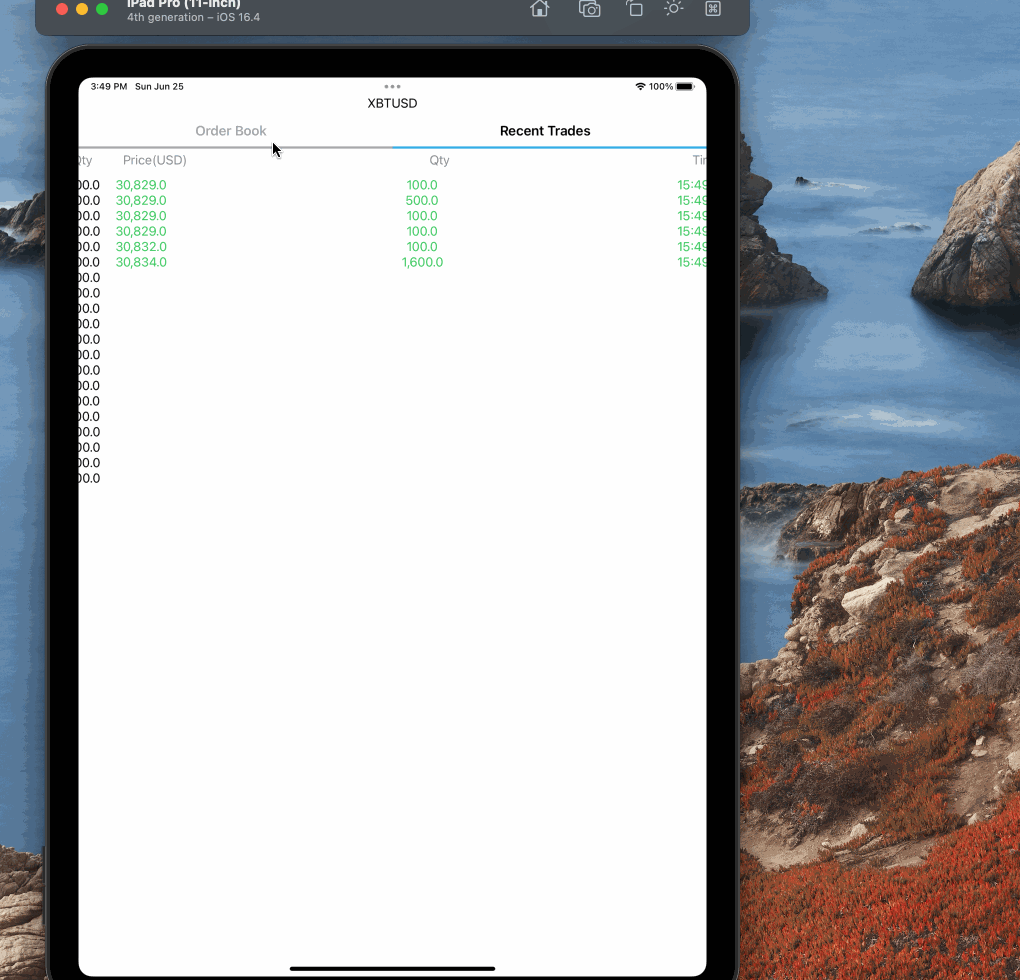 iPad Pro (11-inch)
4th generation – iOS 16.4
3:49 PM Sun Jun 25 100%
XBTUSD
Order Book Recent Trades
Qty Price(USD) Qty
00.0 30,829.0 100.0 15:49
00.0 30,829.0 500.0 15:49
00.0 30,829.0 100.0 15:49
00.0 30,829.0 100.0 15:49
00.0 30,832.0 100.0 15:49
00.0 30,834.0 1,600.0 15:49
00.0
00.0
00.0
00.0
00.0
00.0
00.0
00.0
00.0
00.0
00.0
00.0
00.0
00.0